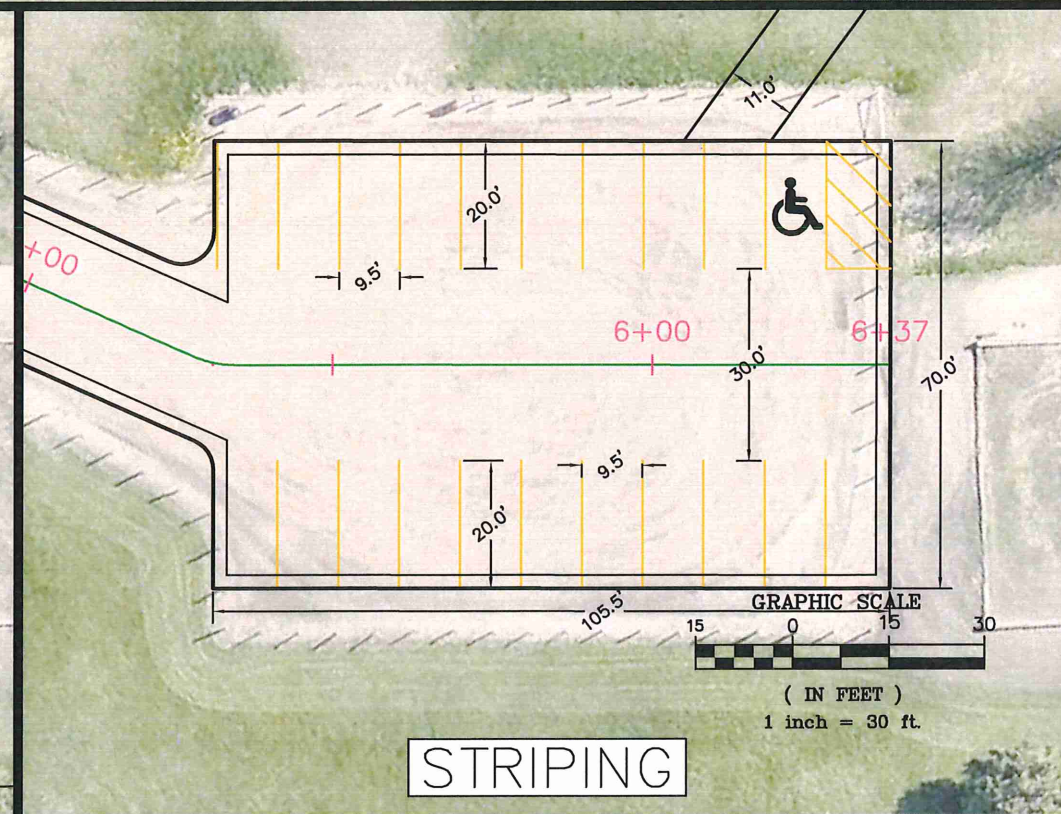 11.0'
20.0'
+00
9.5'
6+00
6+37
30.0'
70.0'
9.5'
20.0'
105.5'
GRAPHIC SCALE
15 0 15 30
( IN FEET )
1 inch = 30 ft.
STRIPING